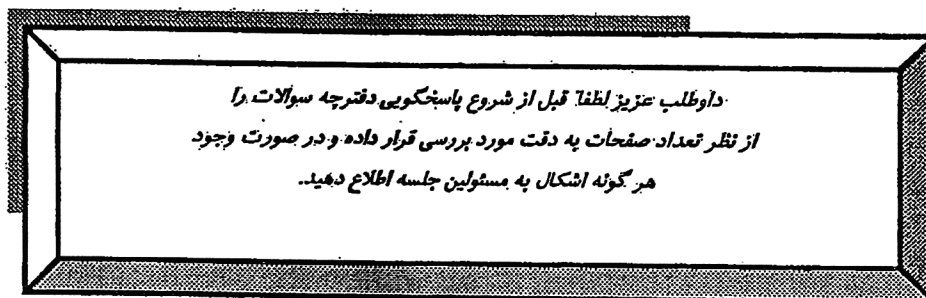 داوطلب عزیز لطفاً قبل از شروع پاسخگویی دفترچه سوالات را
از نظر تعداد صفحات به دقت مورد بررسی قرار داده و در صورت وجود
هر گونه اشکال به مسئولین جلسه اطلاع دهید.